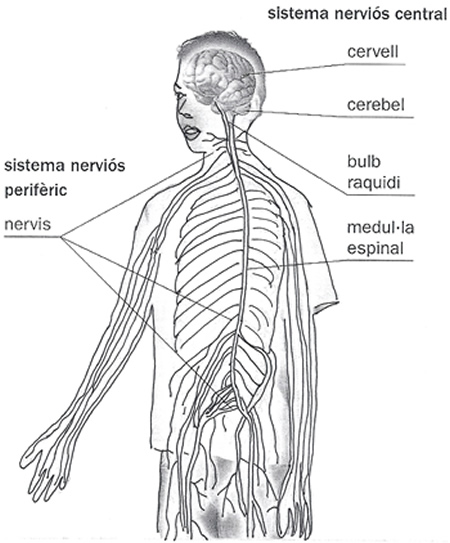 sistema nerviós central
cervell
cerebel
bulb
raquidi
medul·la
espinal
sistema nerviós
perifèric
nervis